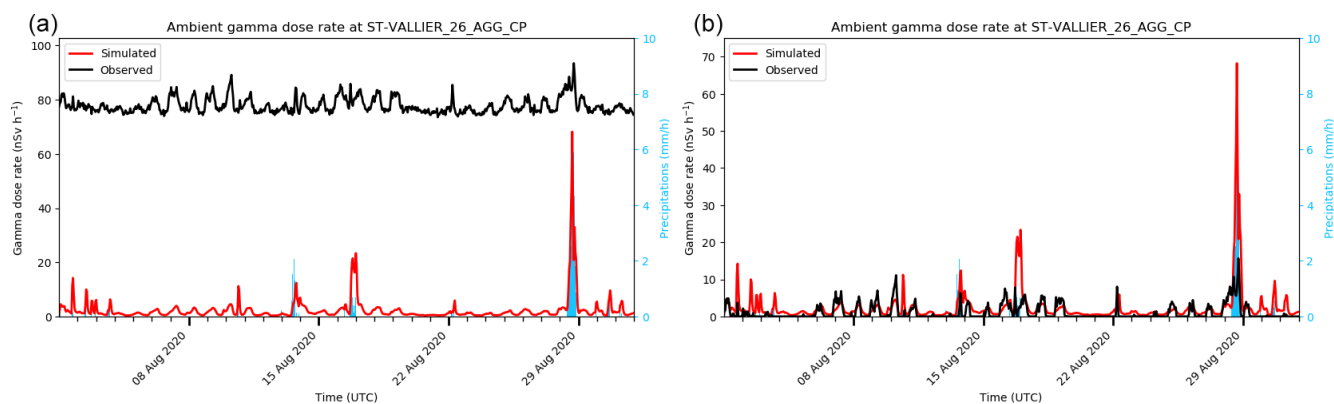 (a)
Ambient gamma dose rate at ST-VALLIER_26_AGG_CP
Simulated
Observed
Gamma dose rate (nSv h⁻¹)
100
80
60
40
20
0
Precipitations (mm/h)
10
8
6
4
2
0
08 Aug 2020
15 Aug 2020
22 Aug 2020
29 Aug 2020
Time (UTC)
(b)
Ambient gamma dose rate at ST-VALLIER_26_AGG_CP
Simulated
Observed
Gamma dose rate (nSv h⁻¹)
70
60
50
40
30
20
10
0
Precipitations (mm/h)
10
8
6
4
2
0
08 Aug 2020
15 Aug 2020
22 Aug 2020
29 Aug 2020
Time (UTC)